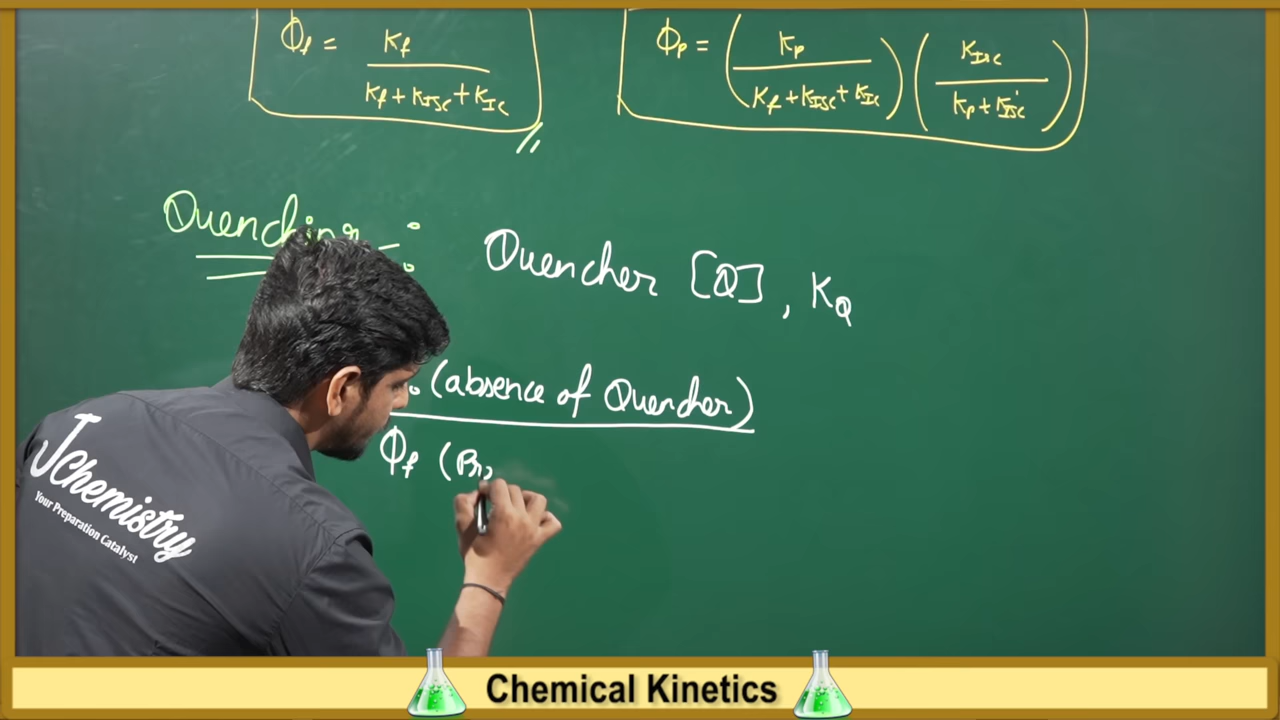 Φf = Kf / Kf + KISC + KIC
Φp = (Kp / Kf + KISC + KIC) (KISC / Kp + K'ISC)
Quenching :
Quencher [Q], KQ
(absence of Quencher)
Φf (Pr
JChemistry
Your Preparation Catalyst
Chemical Kinetics